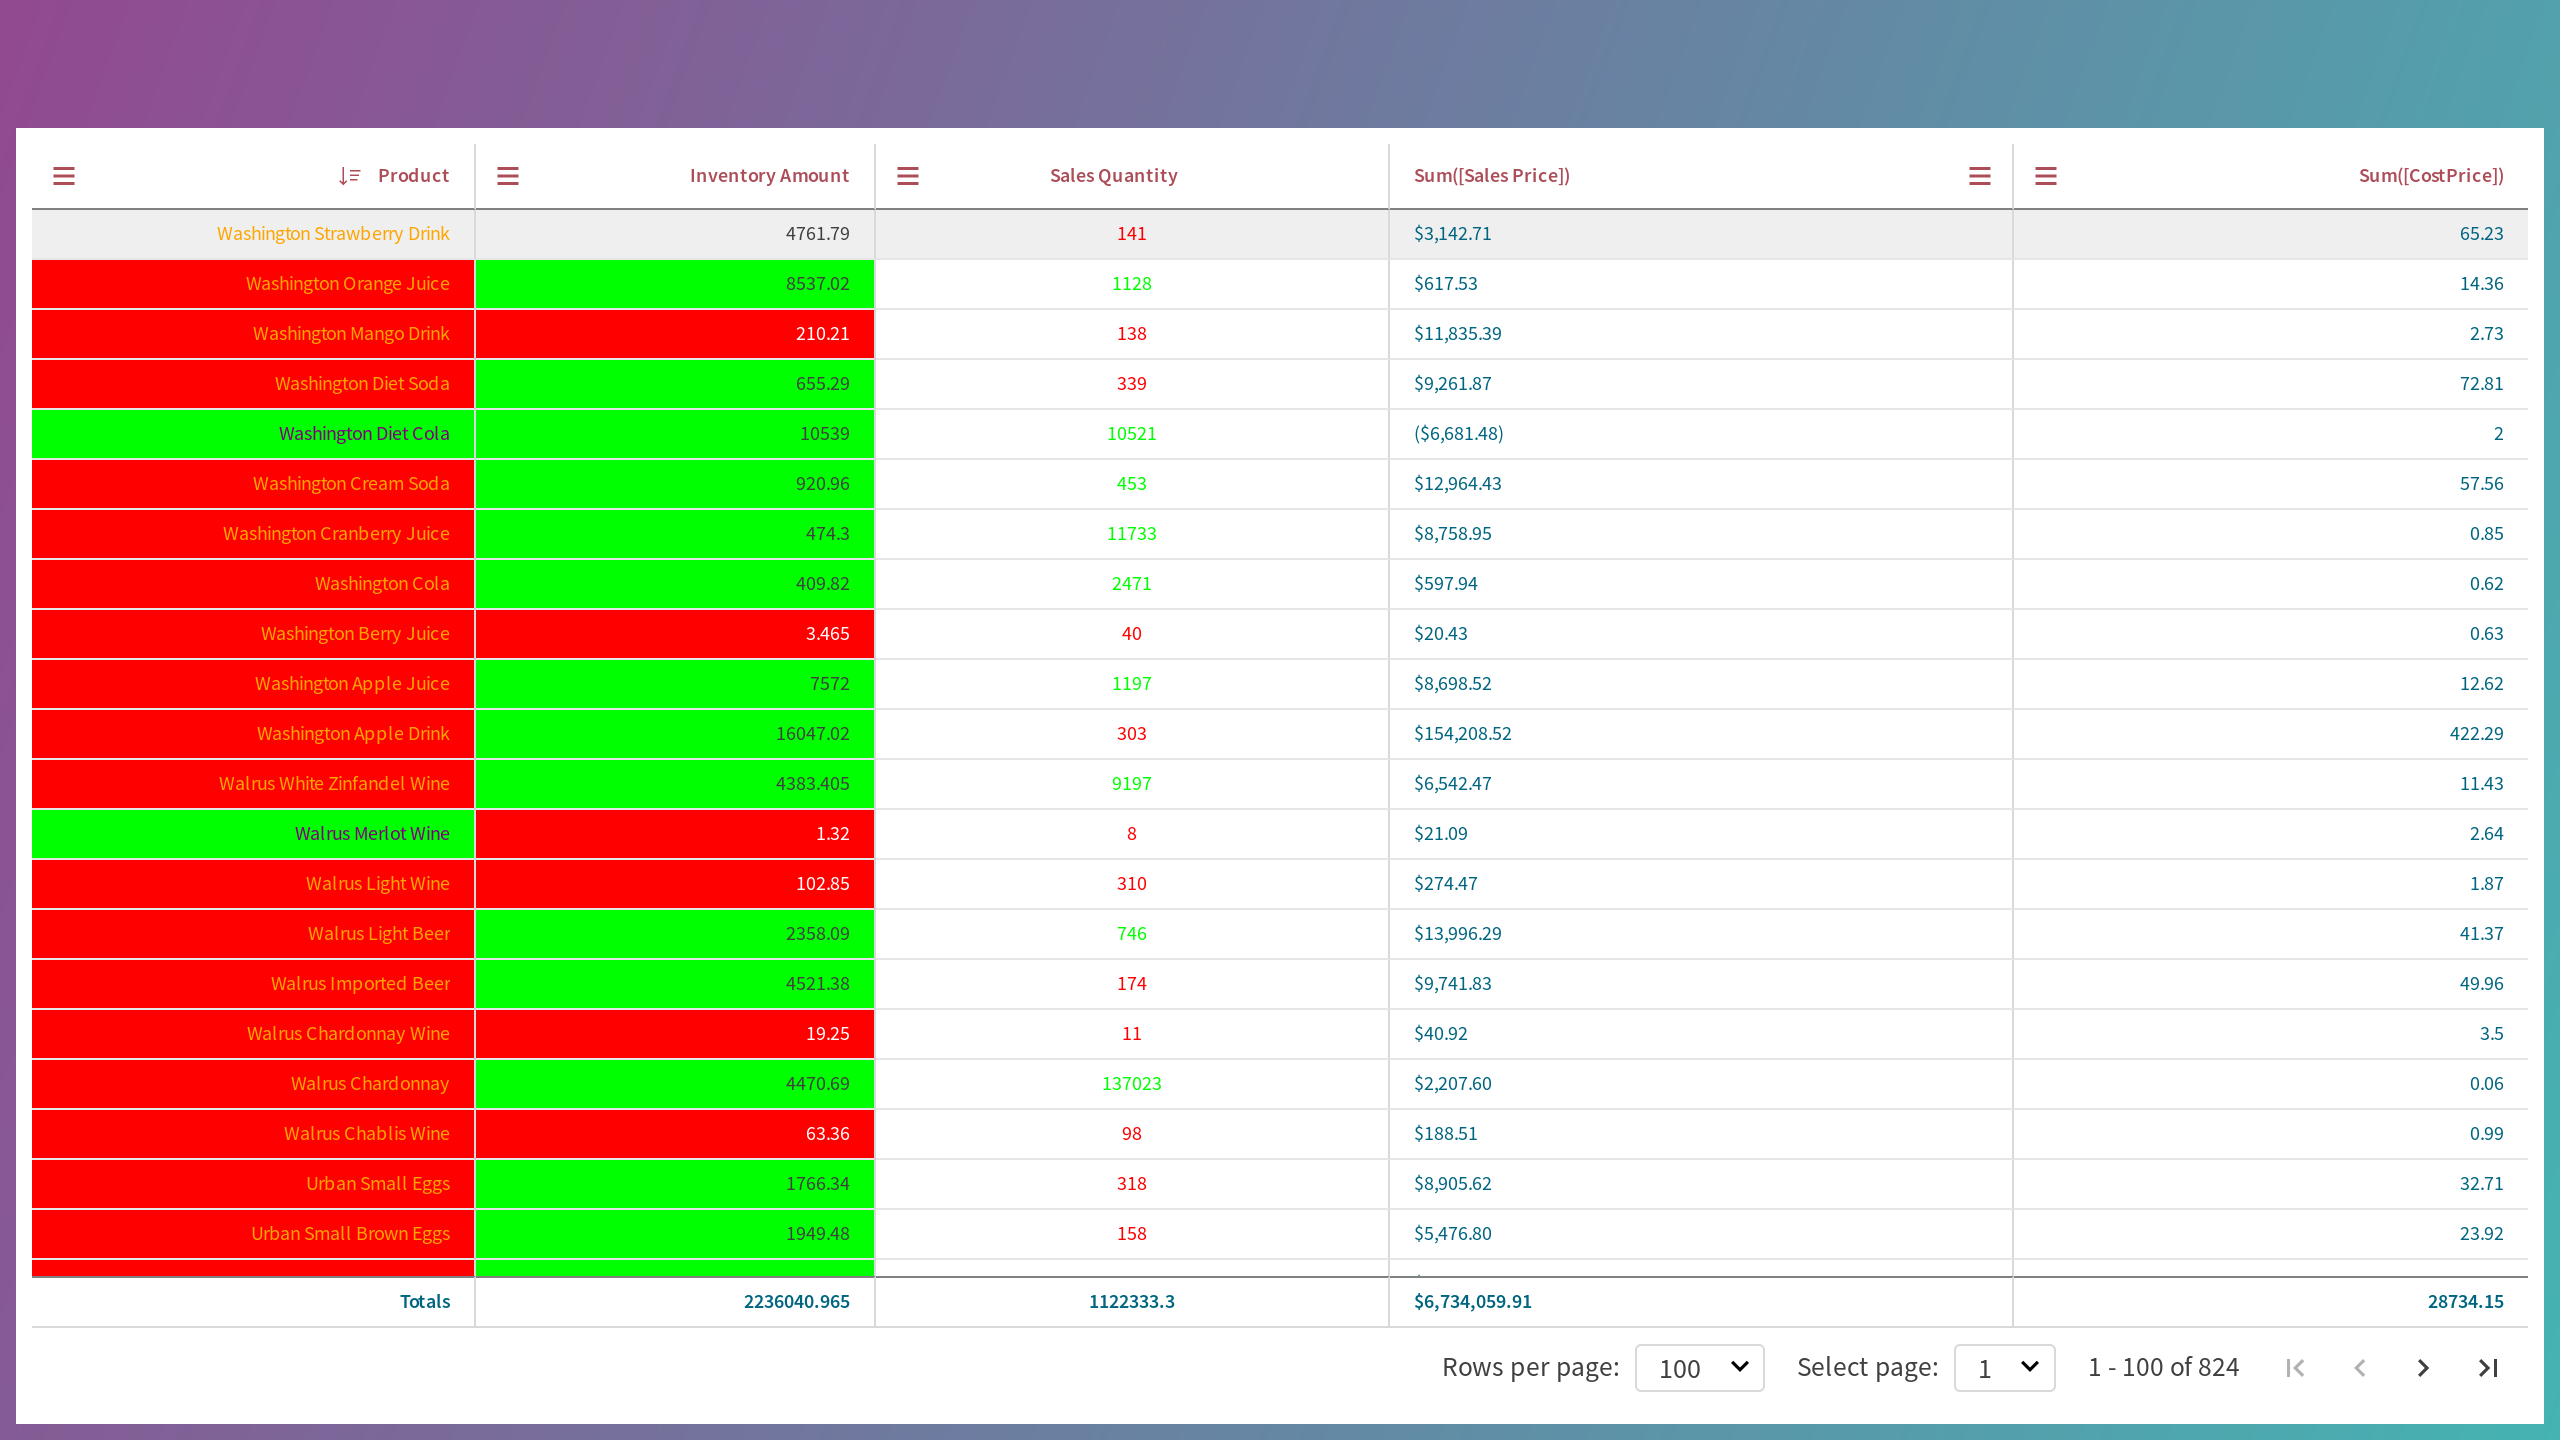 Product Inventory Amount Sales Quantity Sum([Sales Price]) Sum([CostPrice])
Washington Strawberry Drink 4761.79 141 $3,142.71 65.23
Washington Orange Juice 8537.02 1128 $617.53 14.36
Washington Mango Drink 210.21 138 $11,835.39 2.73
Washington Diet Soda 655.29 339 $9,261.87 72.81
Washington Diet Cola 10539 10521 ($6,681.48) 2
Washington Cream Soda 920.96 453 $12,964.43 57.56
Washington Cranberry Juice 474.3 11733 $8,758.95 0.85
Washington Cola 409.82 2471 $597.94 0.62
Washington Berry Juice 3.465 40 $20.43 0.63
Washington Apple Juice 7572 1197 $8,698.52 12.62
Washington Apple Drink 16047.02 303 $154,208.52 422.29
Walrus White Zinfandel Wine 4383.405 9197 $6,542.47 11.43
Walrus Merlot Wine 1.32 8 $21.09 2.64
Walrus Light Wine 102.85 310 $274.47 1.87
Walrus Light Beer 2358.09 746 $13,996.29 41.37
Walrus Imported Beer 4521.38 174 $9,741.83 49.96
Walrus Chardonnay Wine 19.25 11 $40.92 3.5
Walrus Chardonnay 4470.69 137023 $2,207.60 0.06
Walrus Chablis Wine 63.36 98 $188.51 0.99
Urban Small Eggs 1766.34 318 $8,905.62 32.71
Urban Small Brown Eggs 1949.48 158 $5,476.80 23.92
Totals 2236040.965 1122333.3 $6,734,059.91 28734.15
Rows per page: 100 Select page: 1 1 - 100 of 824